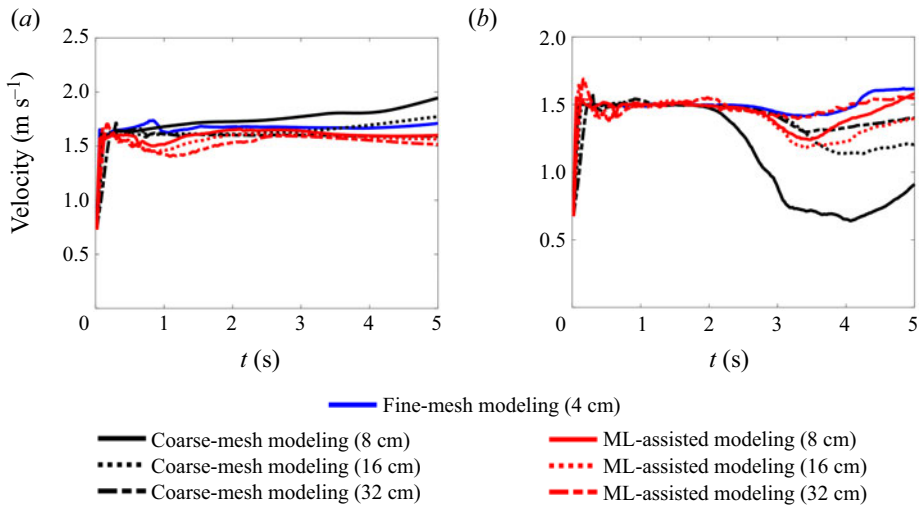 (a)
(b)
2.5
2.0
1.5
1.0
0.5
0
1
2
3
4
5
Velocity (m s⁻¹)
t (s)
2.0
1.5
1.0
0.5
0
1
2
3
4
5
t (s)
Fine-mesh modeling (4 cm)
Coarse-mesh modeling (8 cm)
Coarse-mesh modeling (16 cm)
Coarse-mesh modeling (32 cm)
ML-assisted modeling (8 cm)
ML-assisted modeling (16 cm)
ML-assisted modeling (32 cm)